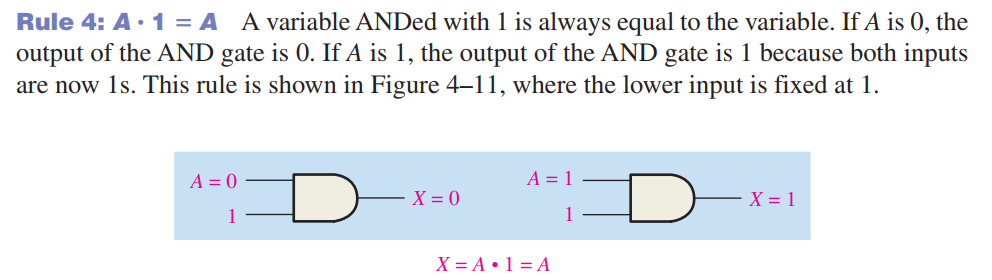 Rule 4: A · 1 = A A variable ANDed with 1 is always equal to the variable. If A is 0, the
output of the AND gate is 0. If A is 1, the output of the AND gate is 1 because both inputs
are now 1s. This rule is shown in Figure 4–11, where the lower input is fixed at 1.
A = 0
1
X = 0
A = 1
1
X = 1
X = A • 1 = A